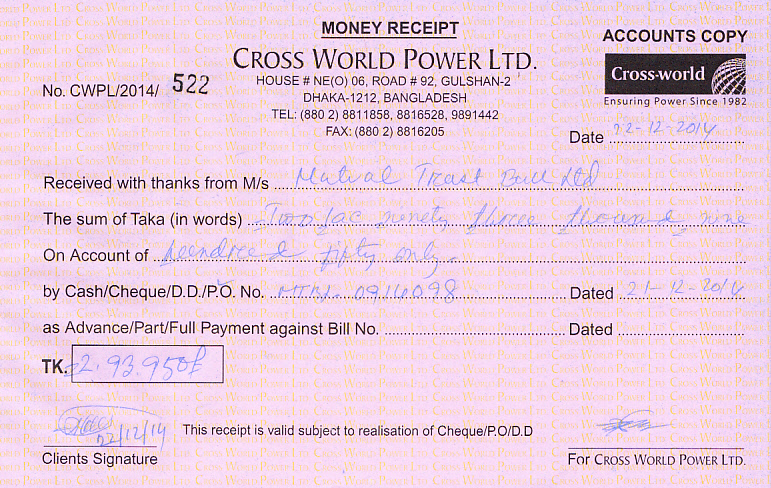 MONEY RECEIPT
ACCOUNTS COPY
CROSS WORLD POWER LTD.
Cross-world
Ensuring Power Since 1982
No. CWPL/2014/ 522
HOUSE # NE(O) 06, ROAD # 92, GULSHAN-2
DHAKA-1212, BANGLADESH
TEL: (880 2) 8811858, 8816528, 9891442
FAX: (880 2) 8816205
Date 22-12-2014
Received with thanks from M/s Mutual Trast Ltd
The sum of Taka (in words) Two lac ninety three thousand nine
On Account of hundred fifty only.
by Cash/Cheque/D.D./P.O. No. MTBL- 0914098 Dated 21-12-2014
as Advance/Part/Full Payment against Bill No. Dated
TK. 2.93.950/=
22/12/14
Clients Signature
This receipt is valid subject to realisation of Cheque/P.O/D.D
For CROSS WORLD POWER LTD.